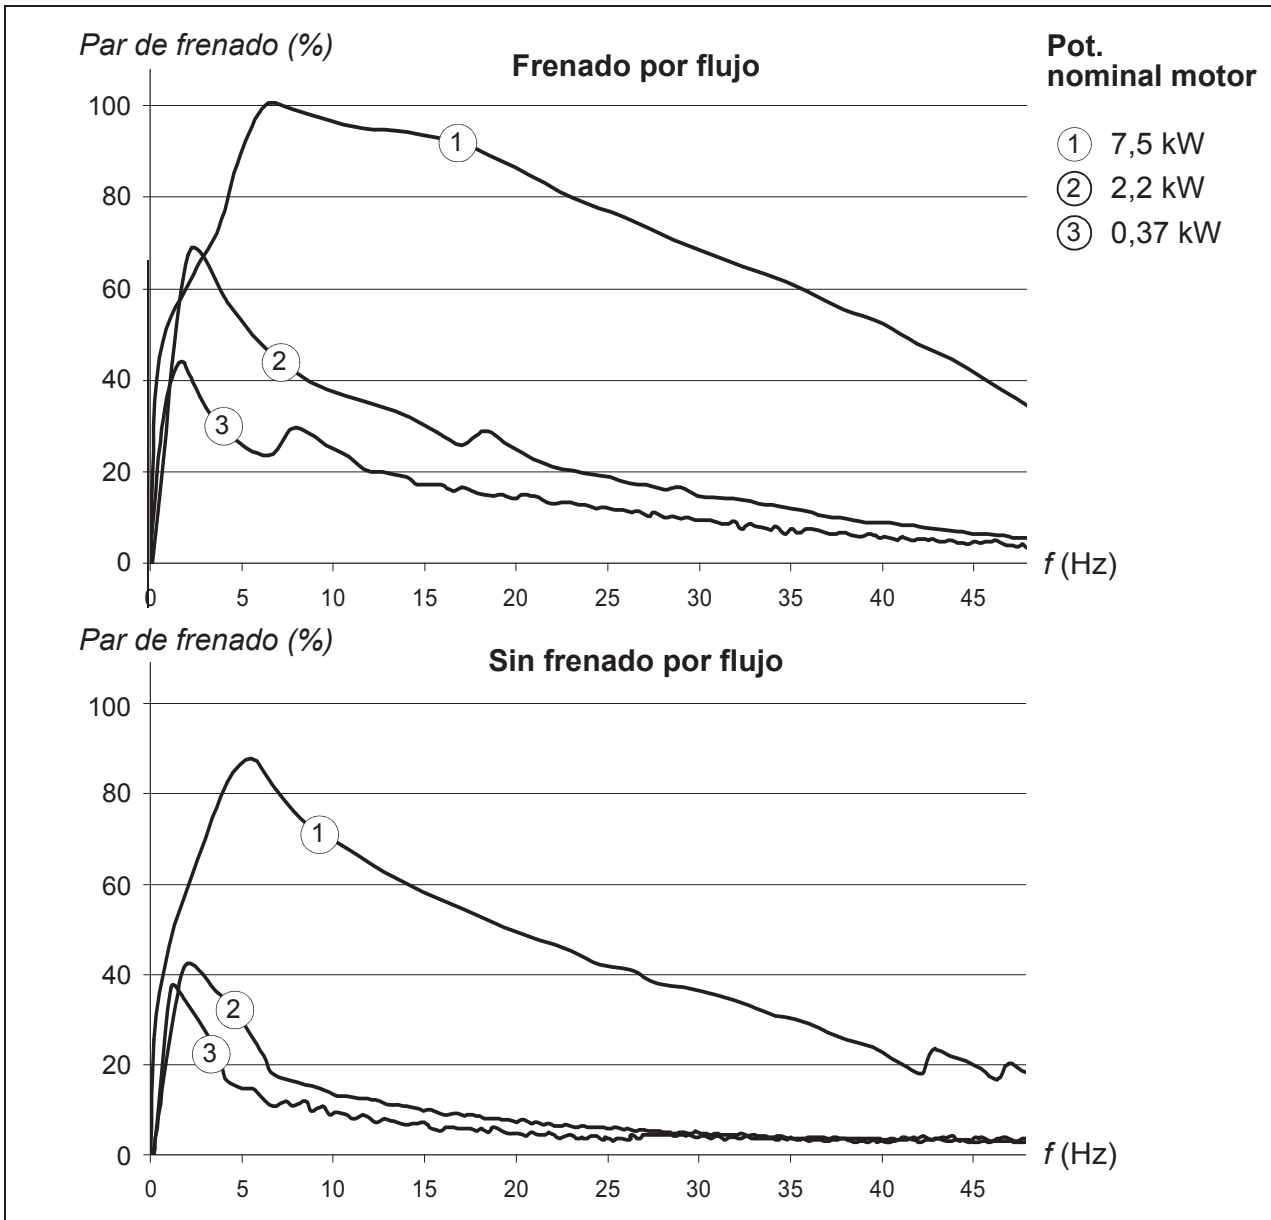 Par de frenado (%)
Frenado por flujo
Pot.
nominal motor
1 7,5 kW
2 2,2 kW
3 0,37 kW
100
80
60
40
20
0
1
2
3
f (Hz)
0 5 10 15 20 25 30 35 40 45
Par de frenado (%)
Sin frenado por flujo
100
80
60
40
20
0
1
2
3
f (Hz)
0 5 10 15 20 25 30 35 40 45